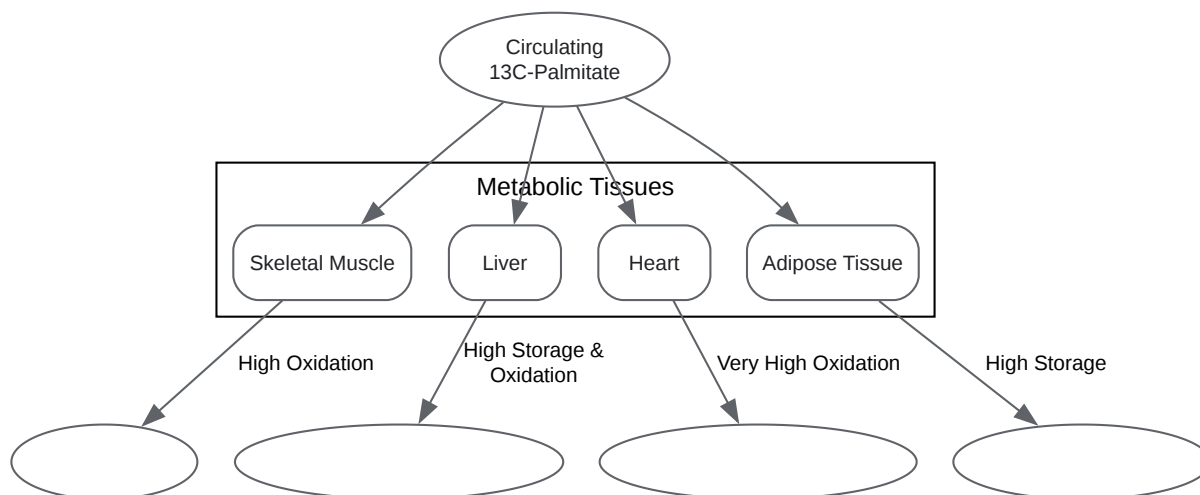 Circulating
13C-Palmitate
Metabolic Tissues
Skeletal Muscle
Liver
Heart
Adipose Tissue
High Oxidation
High Storage &
Oxidation
Very High Oxidation
High Storage